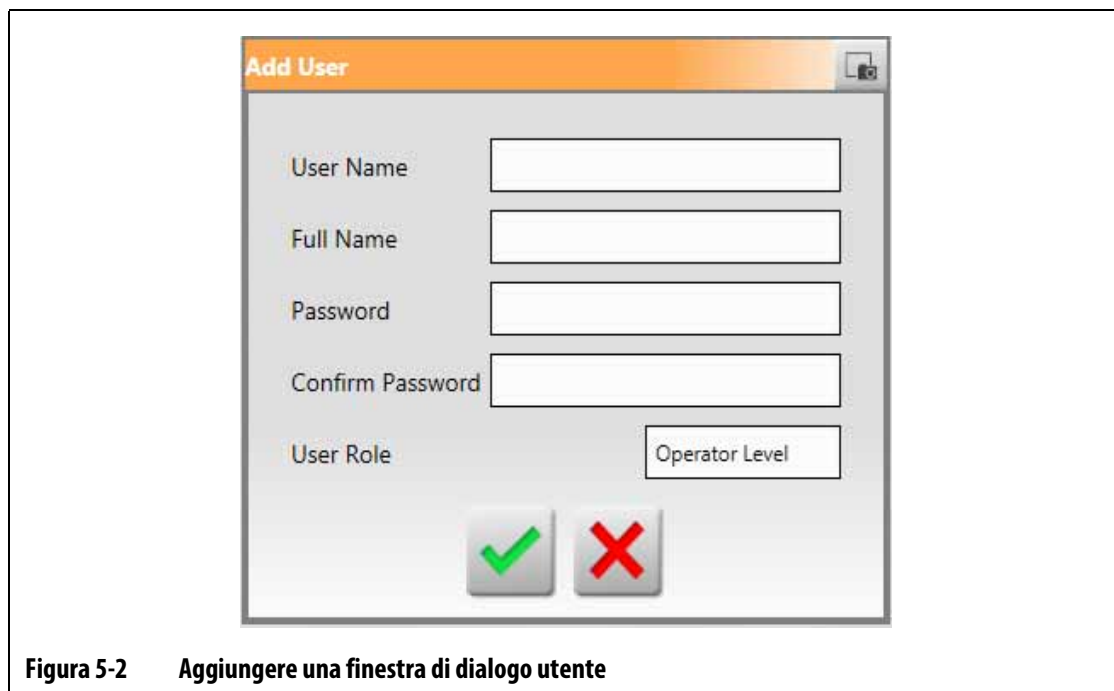 Add User
User Name
Full Name
Password
Confirm Password
User Role
Operator Level
Figura 5-2 Aggiungere una finestra di dialogo utente